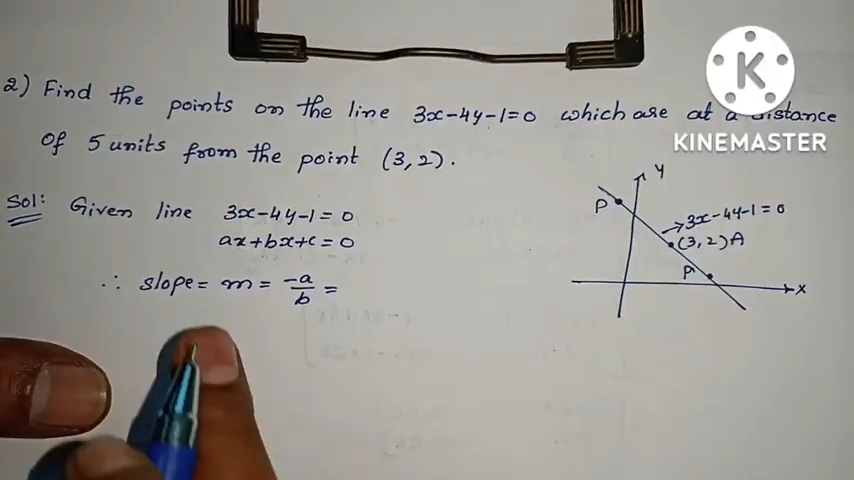 2) Find the points on the line 3x-4y-1=0 which are at a distance
of 5 units from the point (3,2).
Sol: Given line 3x-4y-1=0
ax+bx+c=0
∴ slope= m = -a/b =
Y
P
3x-4y-1=0
(3,2)A
P
X
K
KINEMASTER